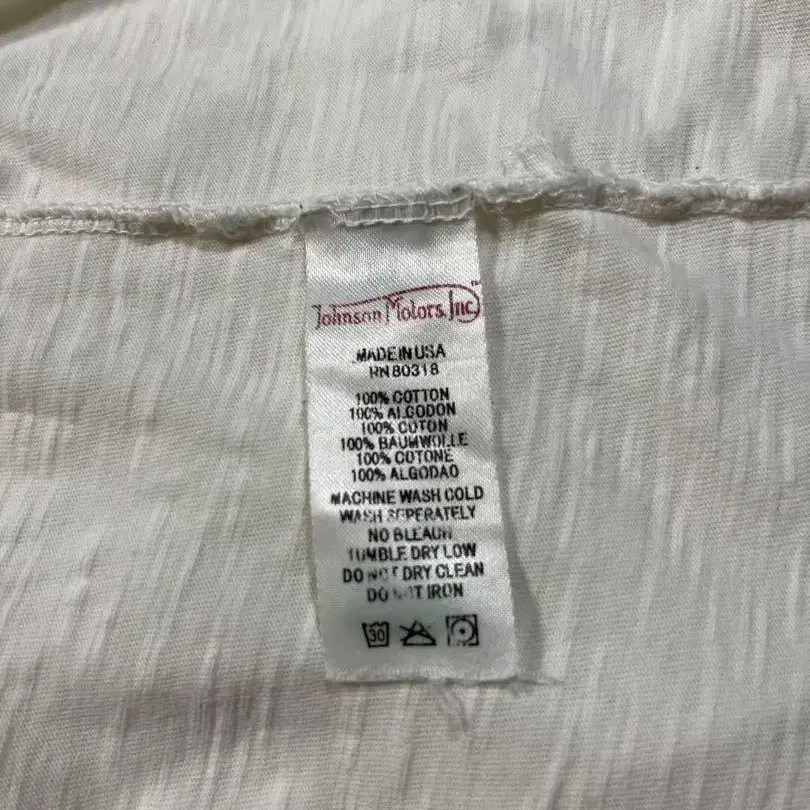 Johnson Motors, Inc. ™
MADE IN USA
RN 80318
100% COTTON
100% ALGODON
100% COTON
100% BAUMWOLLE
100% COTONE
100% ALGODAO
MACHINE WASH COLD
WASH SEPERATELY
NO BLEACH
TUMBLE DRY LOW
DO NOT DRY CLEAN
DO NOT IRON
30